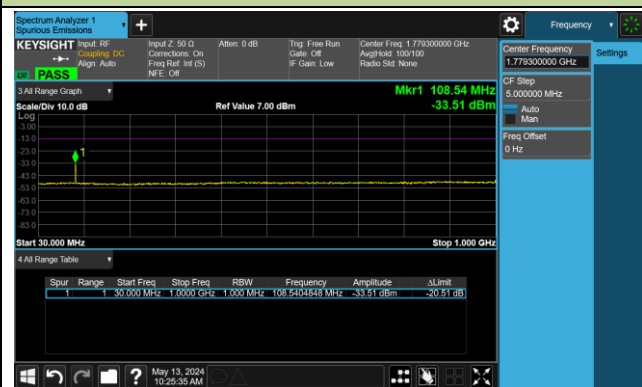 Spectrum Analyzer 1
Spurious Emissions
Frequency
KEYSIGHT
Input: RF
Coupling: DC
Align: Auto
Input Z: 50 Ω
Corrections: On
Freq Ref: Int (S)
NFE: Off
Atten: 0 dB
Trig: Free Run
Gate: Off
IF Gain: Low
Center Freq: 1.779300000 GHz
Avg|Hold: 100/100
Radio Std: None
PASS
Center Frequency
1.779300000 GHz
Settings
CF Step
5.000000 MHz
Auto
Man
Freq Offset
0 Hz
3 All Range Graph
Mkr1 108.54 MHz
Scale/Div 10.0 dB
Ref Value 7.00 dBm
-33.51 dBm
Log
-3.00
-13.0
-23.0
-33.0
-43.0
-53.0
-63.0
-73.0
-83.0
1
Start 30.000 MHz
Stop 1.000 GHz
4 All Range Table
Spur Range Start Freq Stop Freq RBW Frequency Amplitude ΔLimit
1 1 30.000 MHz 1.0000 GHz 1.000 MHz 108.5404848 MHz -33.51 dBm -20.51 dB
?
May 13, 2024
10:25:35 AM